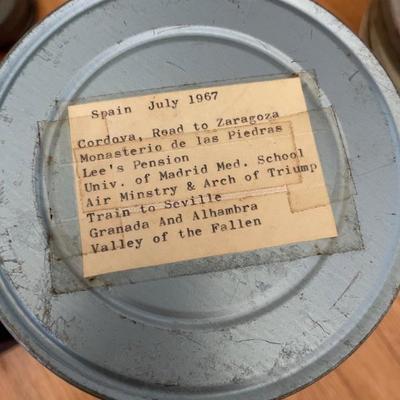 Spain July 1967
Cordova, Road to Zaragoza
Monasterio de las Piedras
Lee's Pension
Univ. of Madrid Med. School
Air Minstry & Arch of Triump
Train to Seville
Granada And Alhambra
Valley of the Fallen